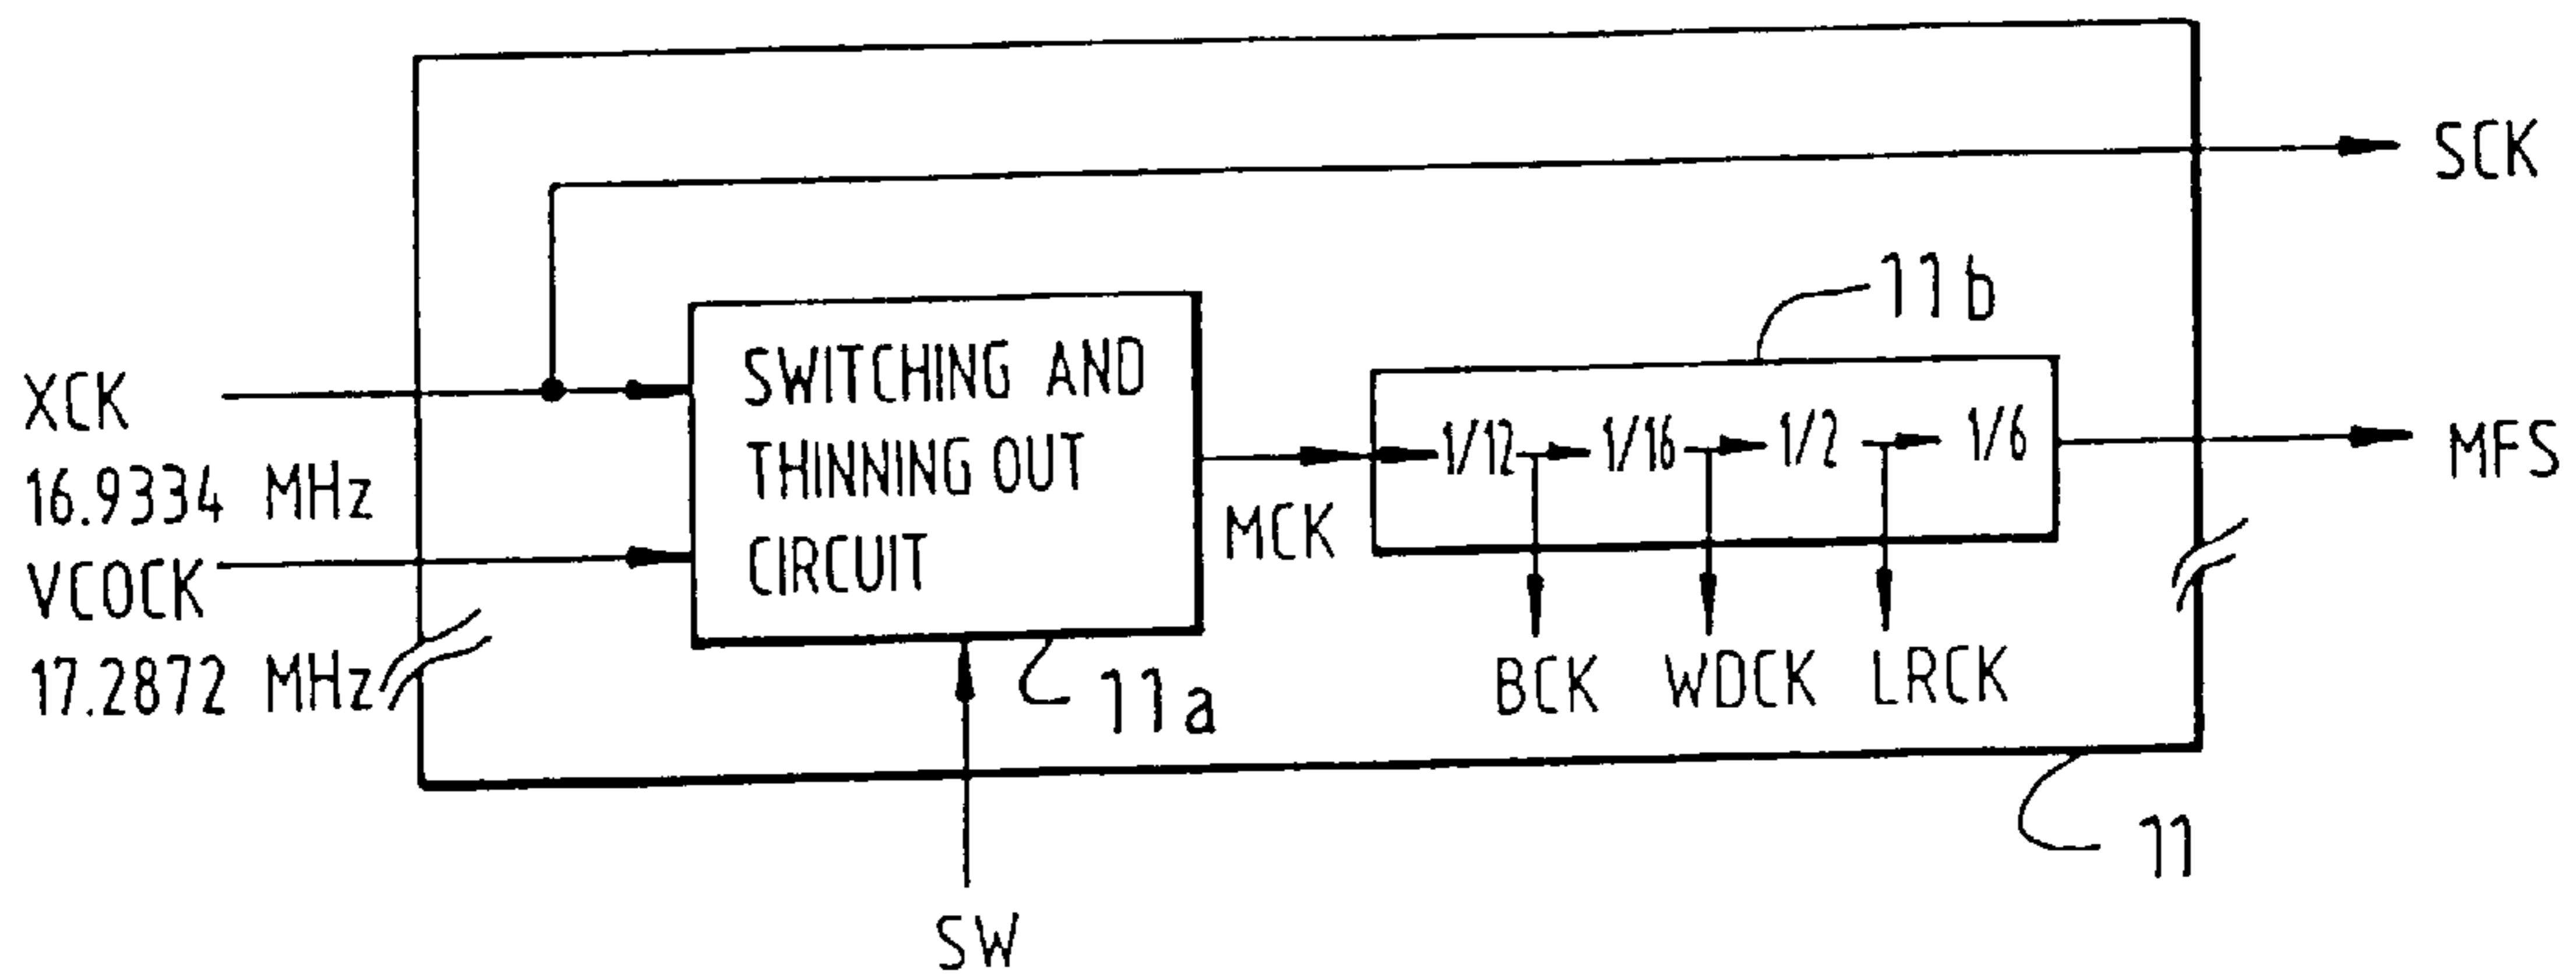 SCK
11b
XCK
16.9334 MHz
VCOCK
17.2872 MHz
SWITCHING AND
THINNING OUT
CIRCUIT
MCK
1/12 1/16 1/2 1/6
MFS
BCK WDCK LRCK
11a
11
SW